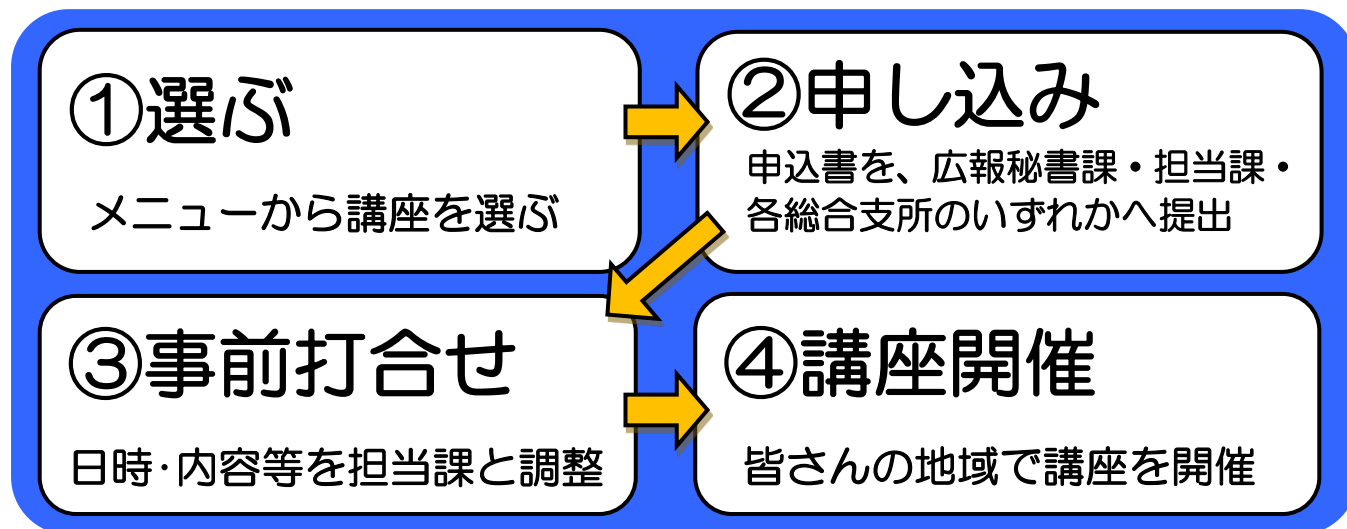 ①選ぶ
メニューから講座を選ぶ
②申し込み
申込書を、広報秘書課・担当課・
各総合支所のいずれかへ提出
③事前打合せ
日時・内容等を担当課と調整
④講座開催
皆さんの地域で講座を開催